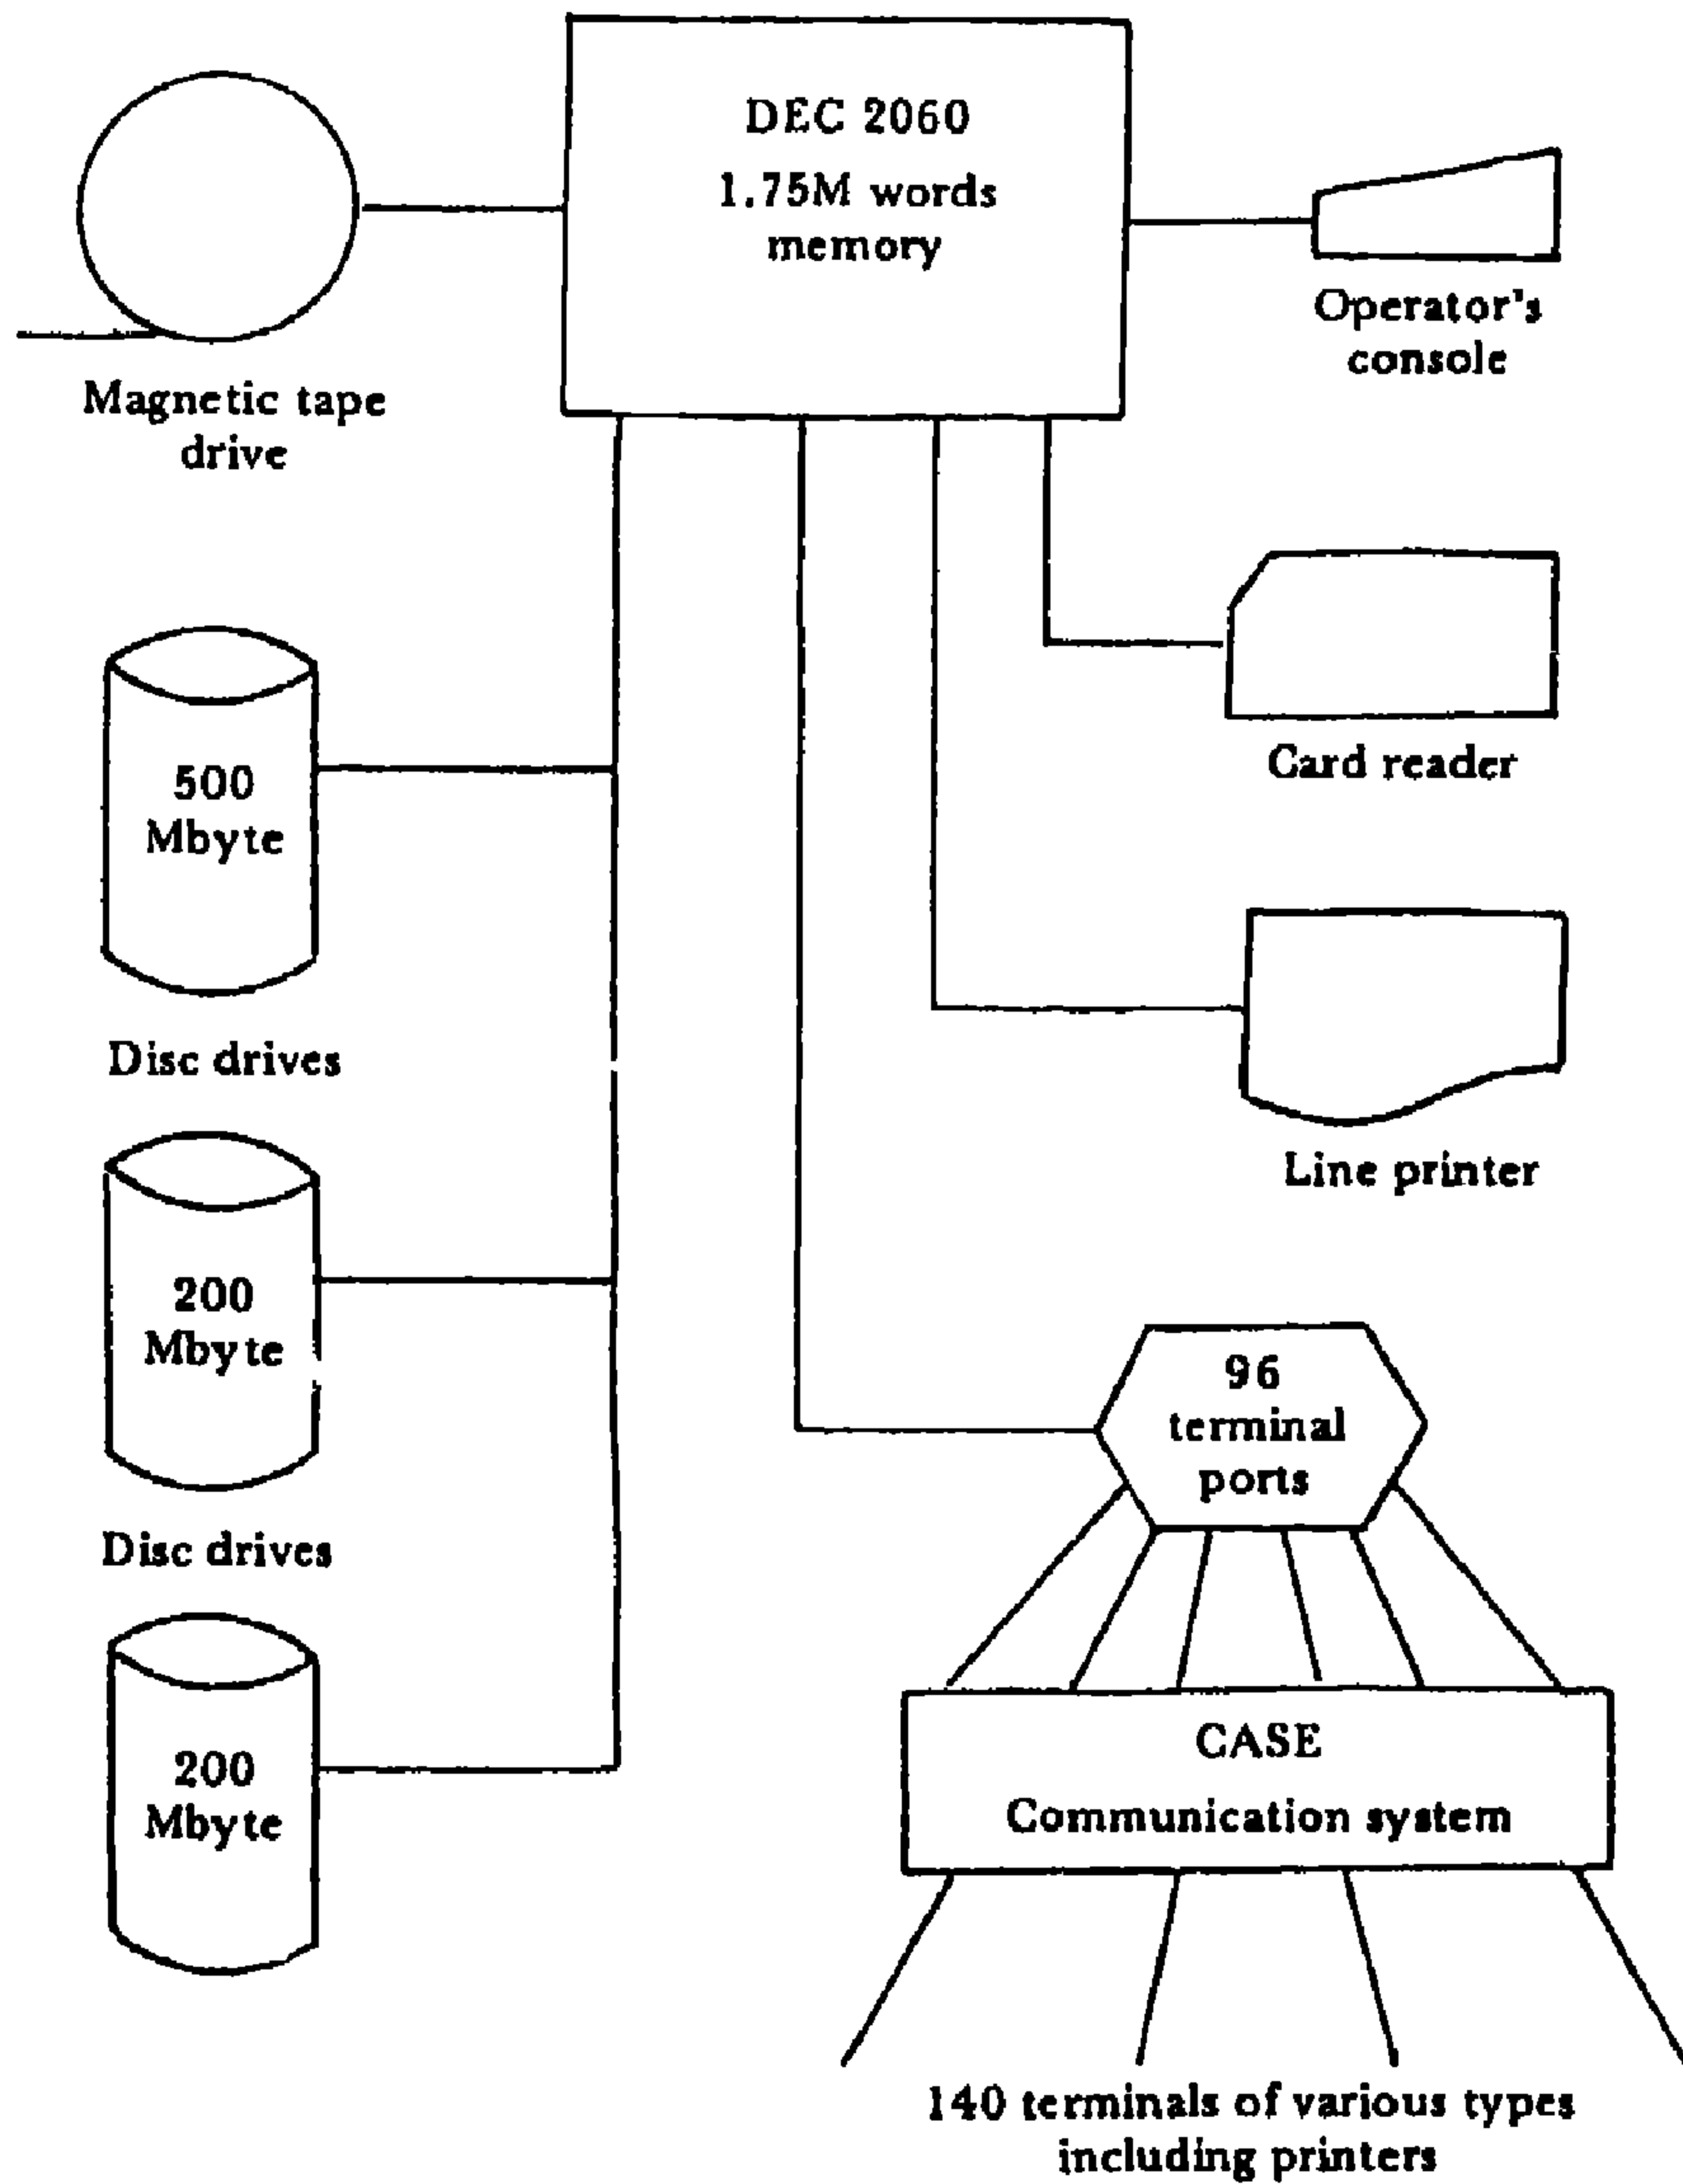 DEC 2060
1.75M words
memory
Operator's
console
Magnetic tape
drive
Card reader
500
Mbyte
Disc drives
Line printer
200
Mbyte
Disc drives
96
terminal
ports
200
Mbyte
CASE
Communication system
140 terminals of various types
including printers